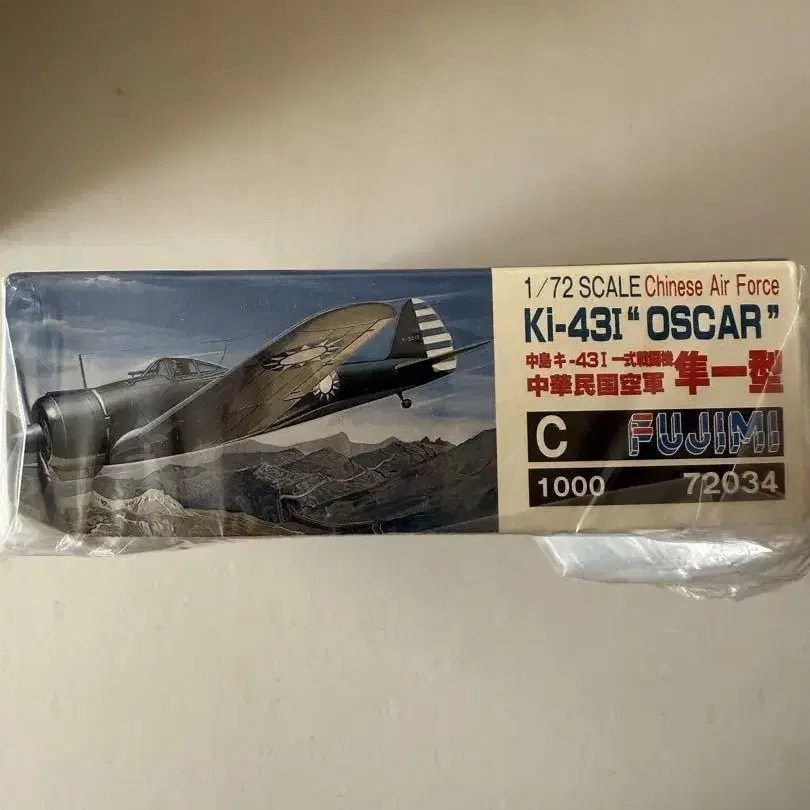 1/72 SCALE Chinese Air Force
Ki-43I “OSCAR”
中島キ-43I 一式戦闘機
中華民国空軍 隼一型
C FUJIMI
1000 72034